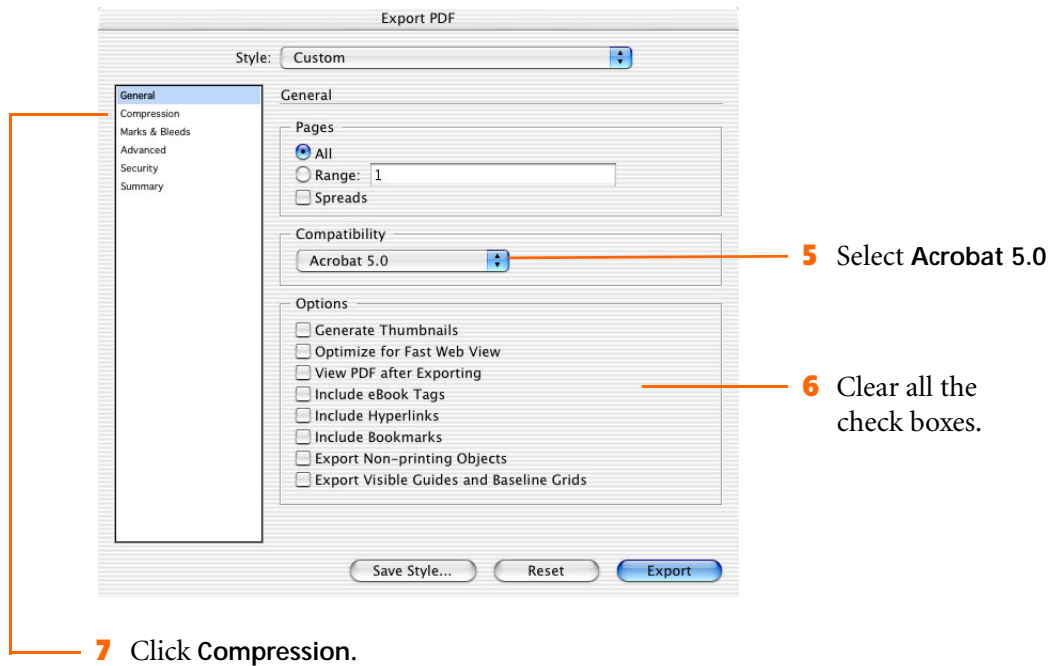 Export PDF
Style: Custom
General
Compression
Marks & Bleeds
Advanced
Security
Summary
General
Pages
All
Range: 1
Spreads
Compatibility
Acrobat 5.0
Options
Generate Thumbnails
Optimize for Fast Web View
View PDF after Exporting
Include eBook Tags
Include Hyperlinks
Include Bookmarks
Export Non-printing Objects
Export Visible Guides and Baseline Grids
Save Style... Reset Export
5 Select Acrobat 5.0
6 Clear all the
check boxes.
7 Click Compression.